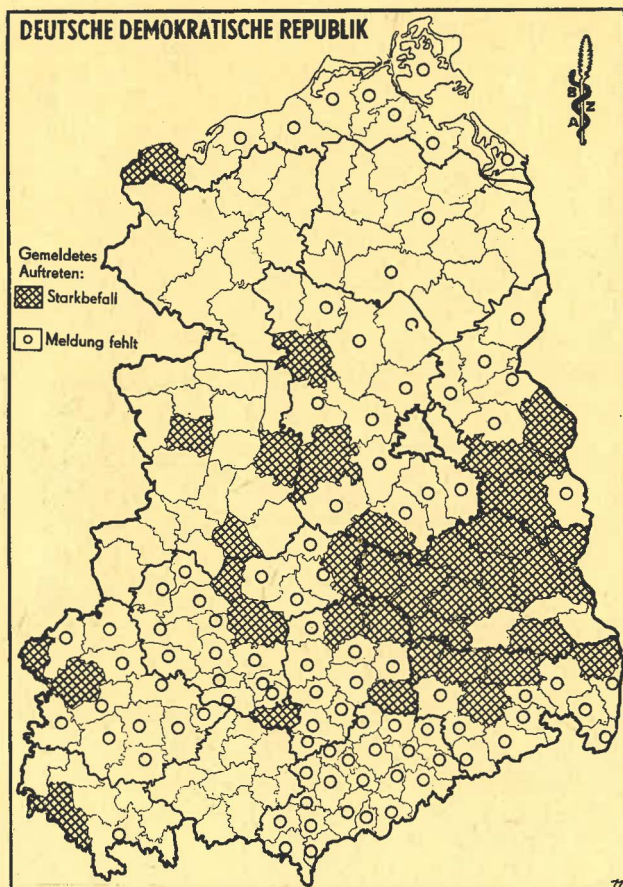 DEUTSCHE DEMOKRATISCHE REPUBLIK
B Z A
Gemeldetes
Auftreten:
Starkbefall
Meldung fehlt